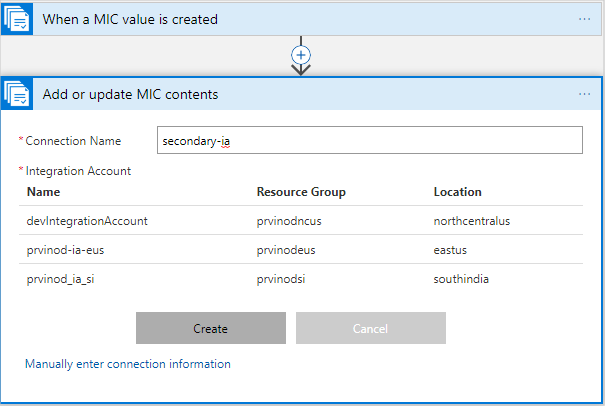 When a MIC value is created
Add or update MIC contents
* Connection Name secondary-ia
* Integration Account
Name Resource Group Location
devIntegrationAccount prvinodncus northcentralus
prvinod-ia-eus prvinodeus eastus
prvinod_ia_si prvinodsi southindia
Create Cancel
Manually enter connection information